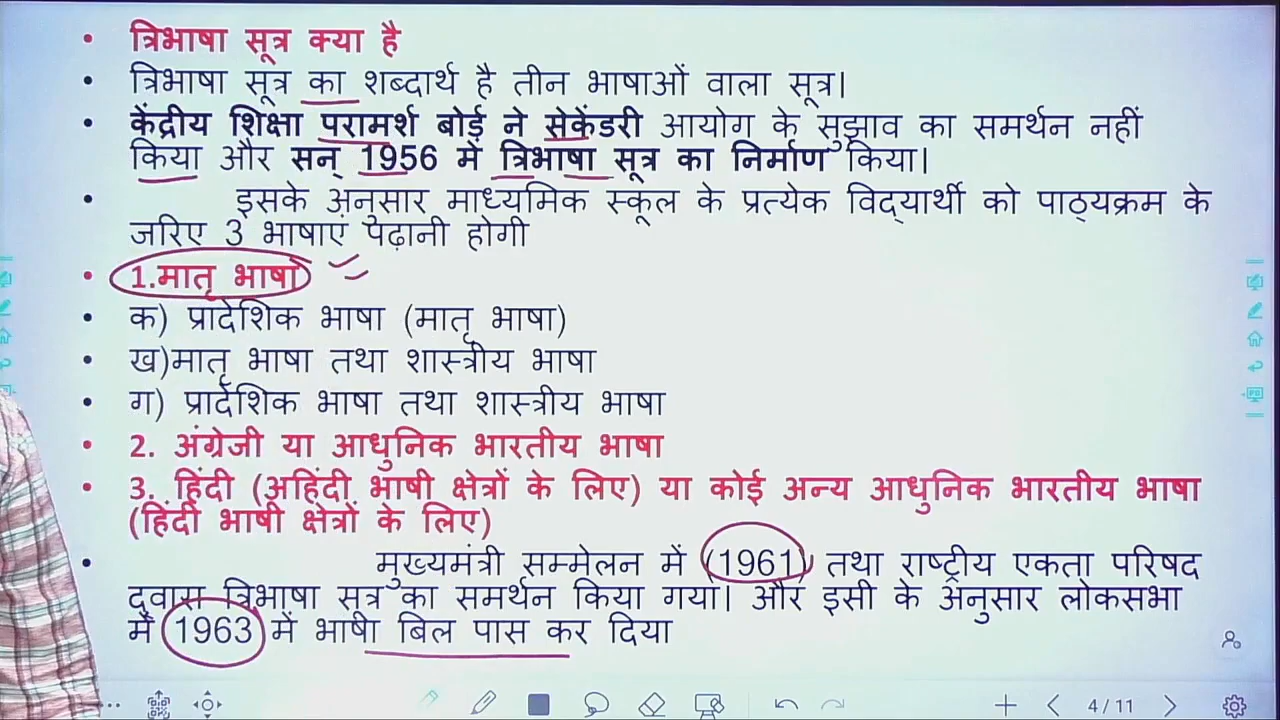 • त्रिभाषा सूत्र क्या है
• त्रिभाषा सूत्र का शब्दार्थ है तीन भाषाओं वाला सूत्र।
• केंद्रीय शिक्षा परामर्श बोर्ड ने सेकेंडरी आयोग के सुझाव का समर्थन नहीं
किया और सन् 1956 में त्रिभाषा सूत्र का निर्माण किया।
• इसके अनुसार माध्यमिक स्कूल के प्रत्येक विद्यार्थी को पाठ्यक्रम के
जरिए 3 भाषाएं पढ़ानी होगी
• 1.मातृ भाषा
• क) प्रादेशिक भाषा (मातृ भाषा)
• ख)मातृ भाषा तथा शास्त्रीय भाषा
• ग) प्रादेशिक भाषा तथा शास्त्रीय भाषा
• 2. अंग्रेजी या आधुनिक भारतीय भाषा
• 3. हिंदी (अहिंदी भाषी क्षेत्रों के लिए) या कोई अन्य आधुनिक भारतीय भाषा
(हिंदी भाषी क्षेत्रों के लिए)
• मुख्यमंत्री सम्मेलन में (1961) तथा राष्ट्रीय एकता परिषद
द्वारा त्रिभाषा सूत्र का समर्थन किया गया। और इसी के अनुसार लोकसभा
में 1963 में भाषी बिल पास कर दिया
4/11